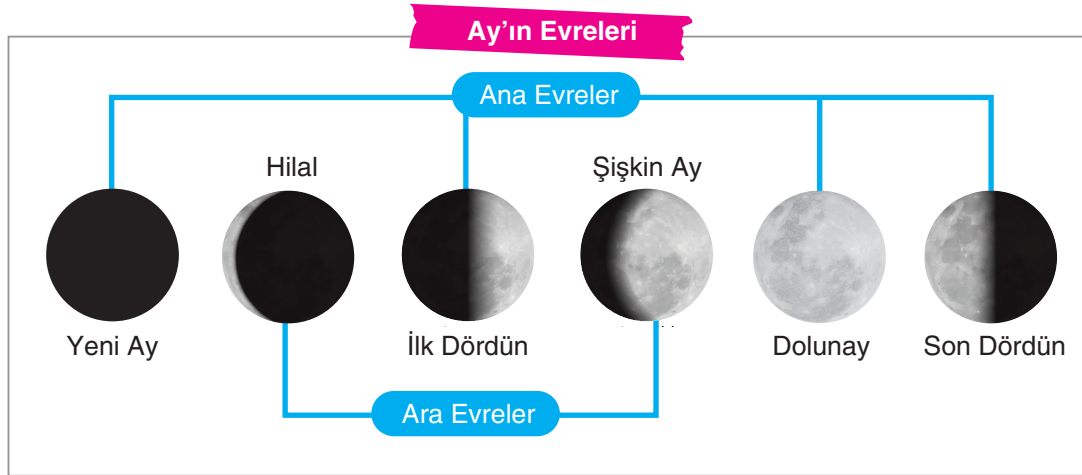 Ay'ın Evreleri
Ana Evreler
Hilal
Şişkin Ay
Yeni Ay
İlk Dördün
Dolunay
Son Dördün
Ara Evreler